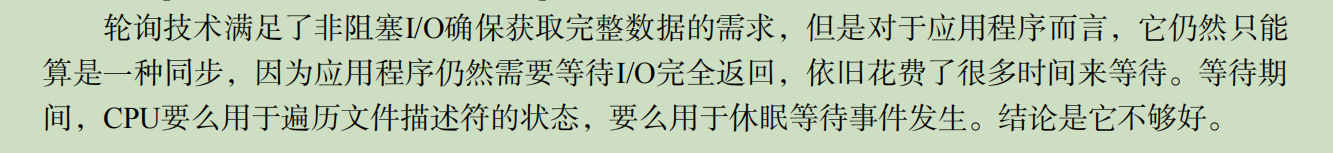 轮询技术满足了非阻塞I/O确保获取完整数据的需求，但是对于应用程序而言，它仍然只能
算是一种同步，因为应用程序仍然需要等待I/O完全返回，依旧花费了很多时间来等待。等待期
间，CPU要么用于遍历文件描述符的状态，要么用于休眠等待事件发生。结论是它不够好。